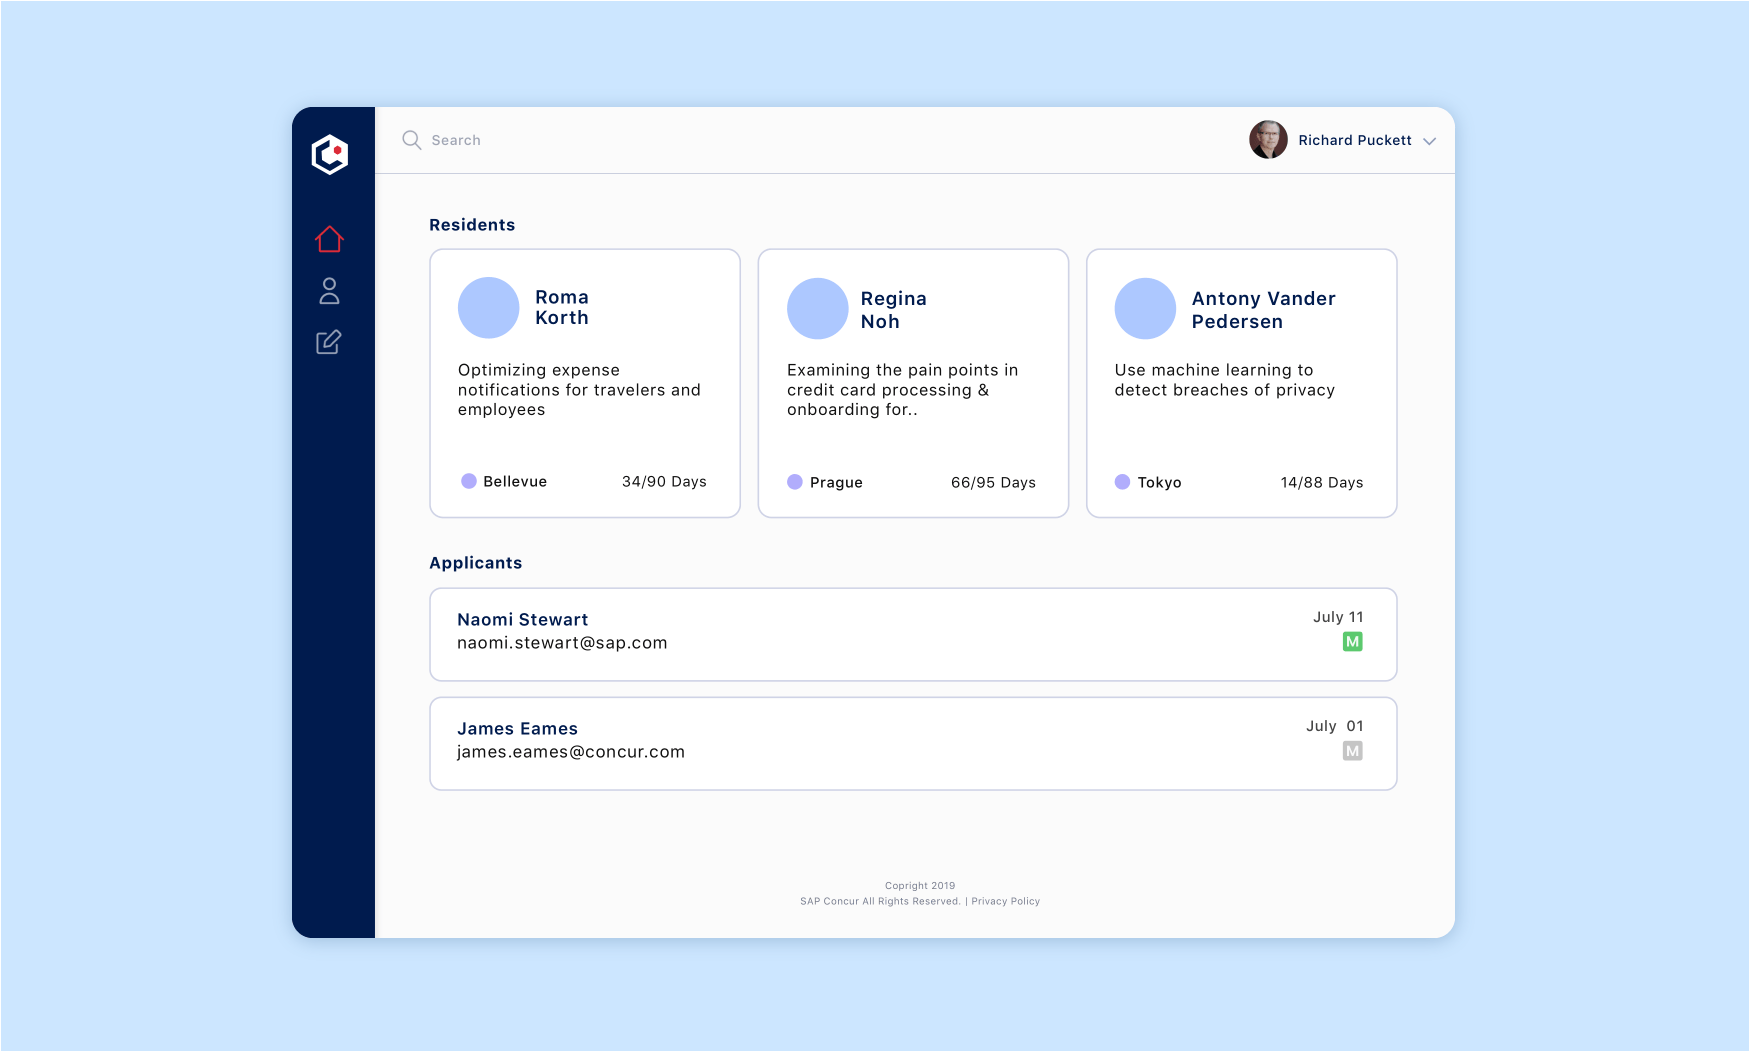 Search
Richard Puckett
Residents
Roma
Korth
Optimizing expense
notifications for travelers and
employees
Bellevue
34/90 Days
Regina
Noh
Examining the pain points in
credit card processing &
onboarding for..
Prague
66/95 Days
Antony Vander
Pedersen
Use machine learning to
detect breaches of privacy
Tokyo
14/88 Days
Applicants
Naomi Stewart
naomi.stewart@sap.com
July 11
M
James Eames
james.eames@concur.com
July 01
M
Copright 2019
SAP Concur All Rights Reserved. | Privacy Policy